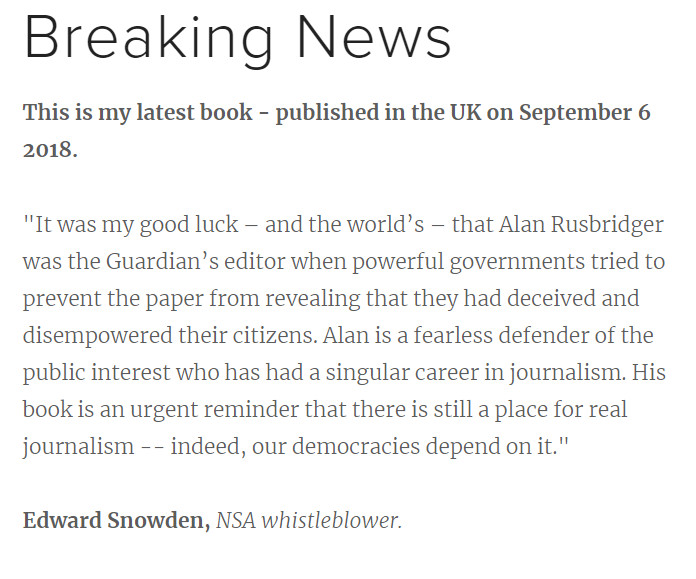 Breaking News
This is my latest book - published in the UK on September 6
2018.
"It was my good luck – and the world’s – that Alan Rusbridger
was the Guardian’s editor when powerful governments tried to
prevent the paper from revealing that they had deceived and
disempowered their citizens. Alan is a fearless defender of the
public interest who has had a singular career in journalism. His
book is an urgent reminder that there is still a place for real
journalism -- indeed, our democracies depend on it."
Edward Snowden, NSA whistleblower.